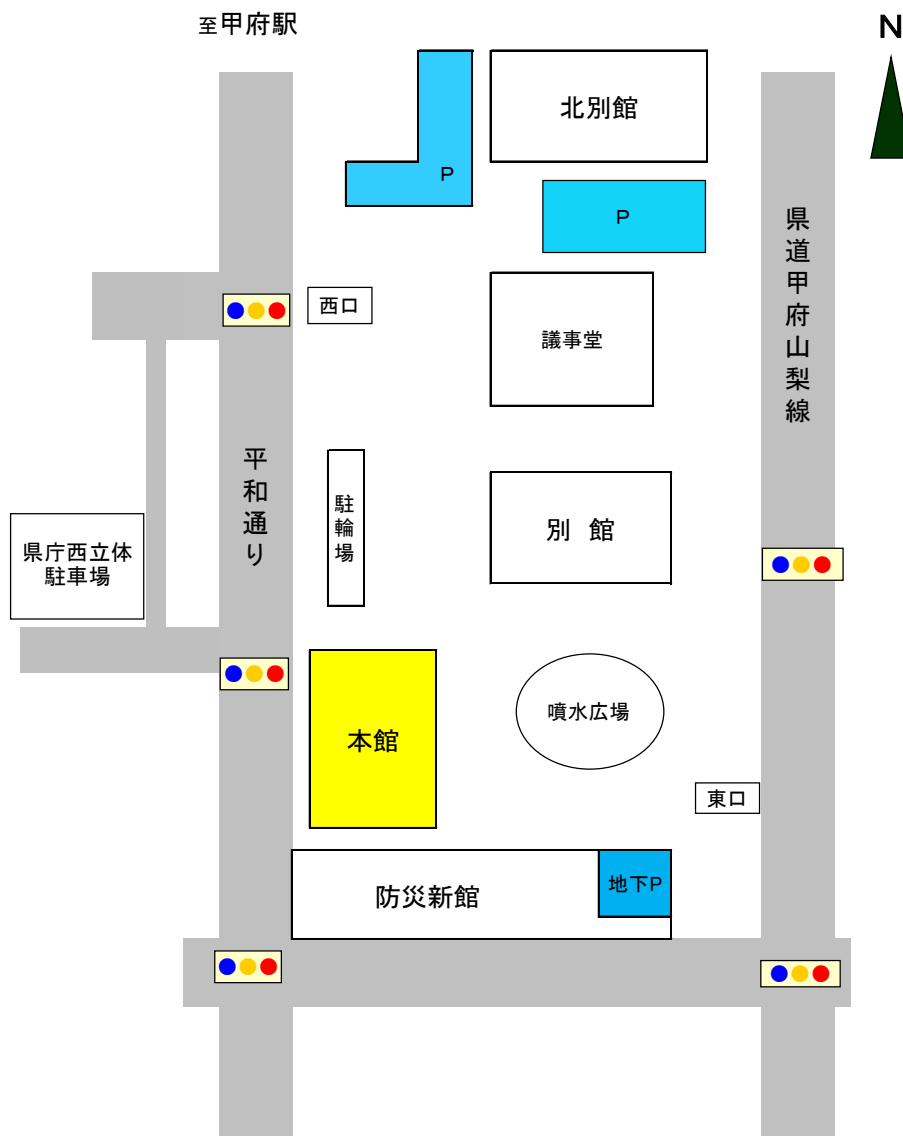 至甲府駅
N
北別館
P
P
県道甲府山梨線
西口
議事堂
平和通り
駐輪場
別 館
県庁西立体
駐車場
本館
噴水広場
東口
防災新館
地下P